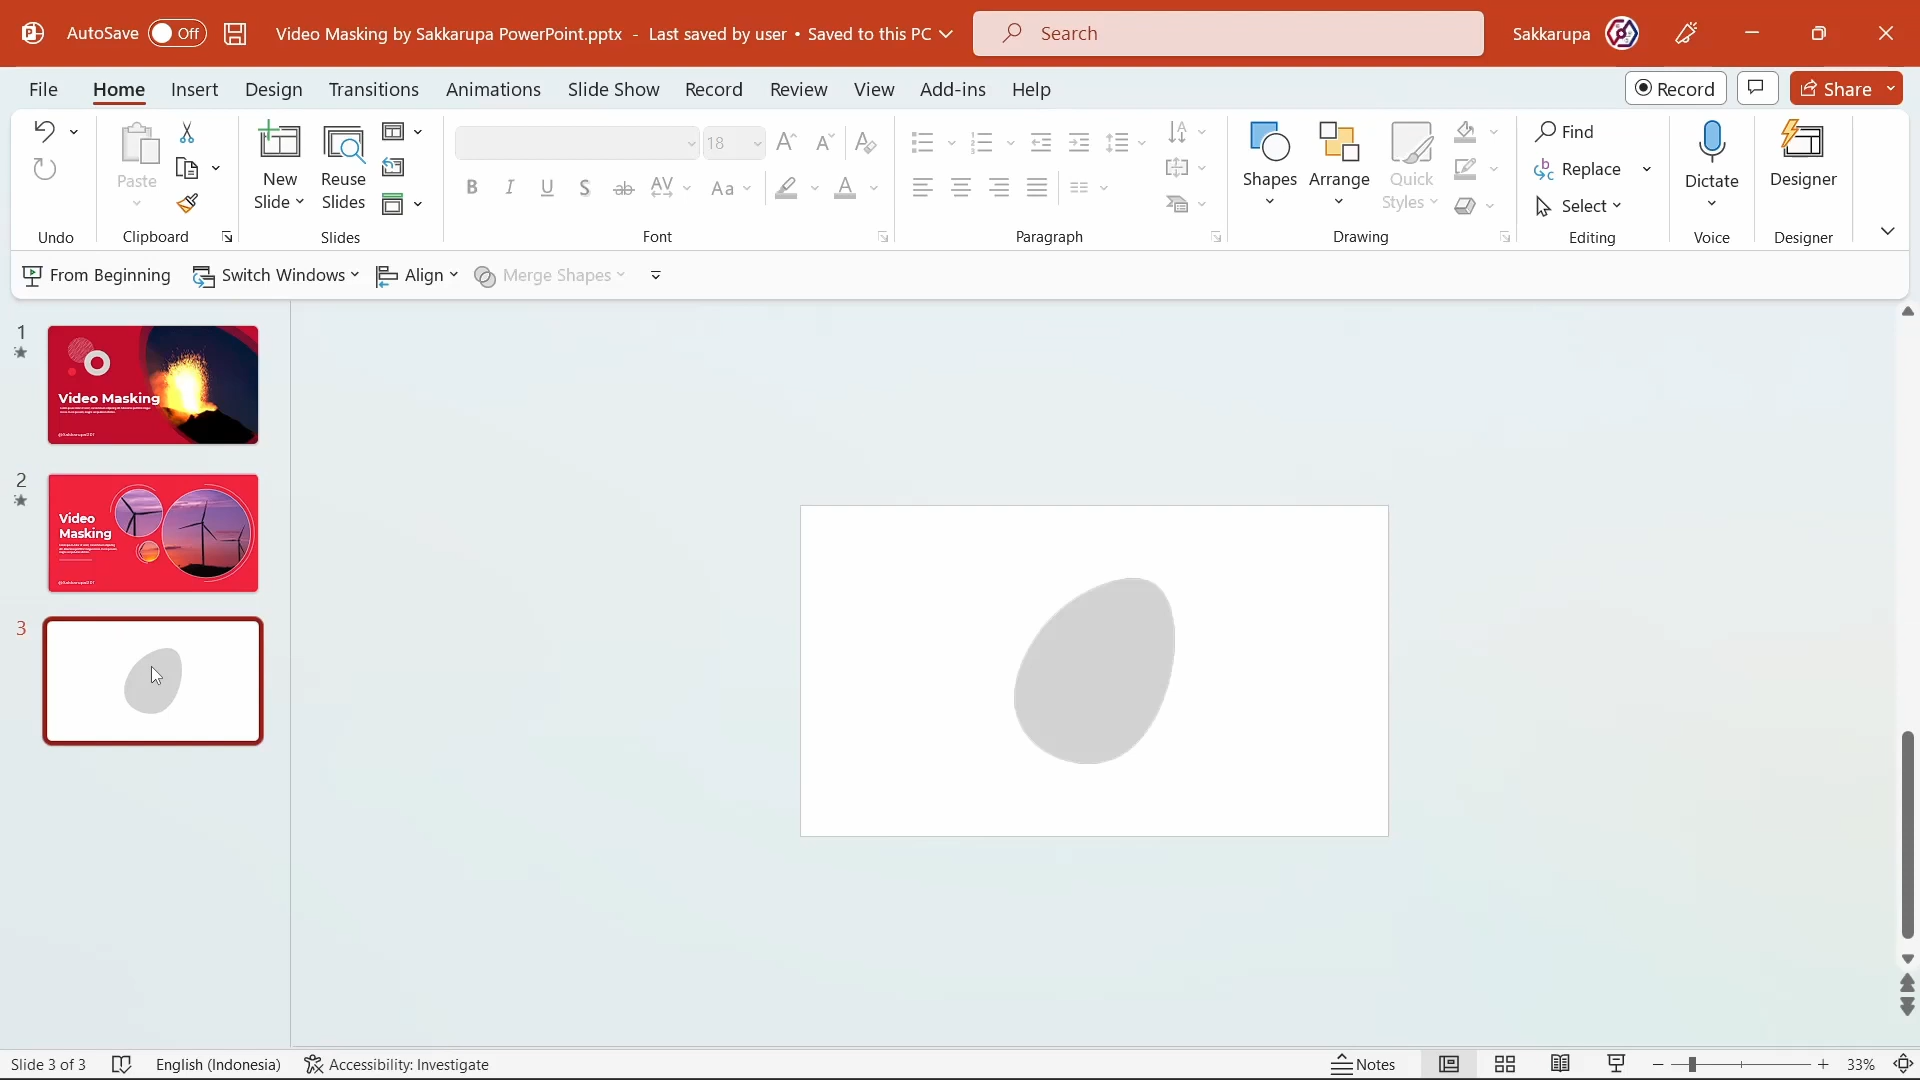 AutoSave Off Video Masking by Sakkarupa PowerPoint.pptx - Last saved by user • Saved to this PC Search Sakkarupa
File Home Insert Design Transitions Animations Slide Show Record Review View Add-ins Help Record Share
Paste
New Slide
Reuse Slides
18
B I U S ab AV Aa A
Shapes Arrange Quick Styles
Find
Replace
Select
Dictate
Designer
Undo Clipboard Slides Font Paragraph Drawing Editing Voice Designer
From Beginning Switch Windows Align Merge Shapes
1
Video Masking
2
Video
Masking
3
Slide 3 of 3 English (Indonesia) Accessibility: Investigate Notes 33%